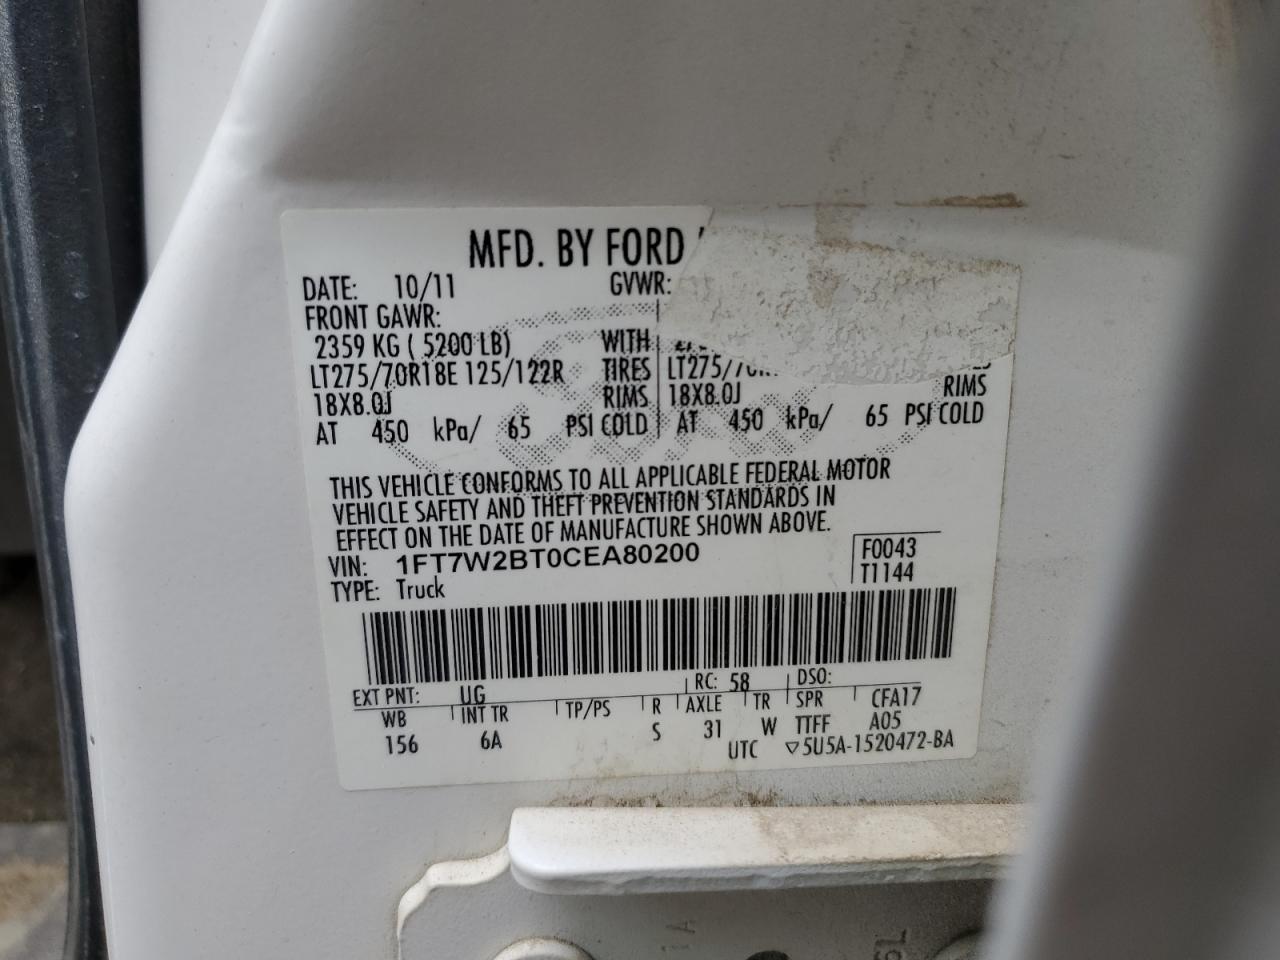 MFD. BY FORD
DATE: 10/11 GVWR:
FRONT GAWR:
2359 KG ( 5200 LB) WITH
LT275/70R18E 125/122R TIRES LT275/70R
18X8.0J RIMS 18X8.0J RIMS
AT 450 kPa/ 65 PSI COLD AT 450 kPa/ 65 PSI COLD
THIS VEHICLE CONFORMS TO ALL APPLICABLE FEDERAL MOTOR
VEHICLE SAFETY AND THEFT PREVENTION STANDARDS IN
EFFECT ON THE DATE OF MANUFACTURE SHOWN ABOVE.
VIN: 1FT7W2BT0CEA80200 F0043
TYPE: Truck T1144
EXT PNT: UG RC: 58 DSO:
WB INT TR TP/PS R AXLE TR SPR CFA17
156 6A S 31 W TTFF A05
UTC ▽5U5A-1520472-BA